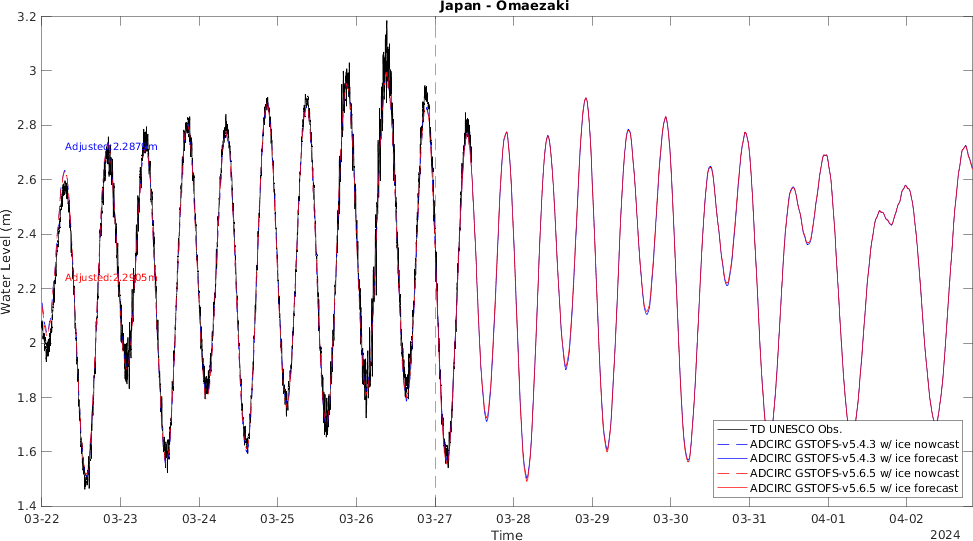 Japan - Omaezaki
3.2
3
2.8
2.6
2.4
2.2
2
1.8
1.6
1.4
Water Level (m)
Adjusted:2.2879m
Adjusted:2.2905m
TD UNESCO Obs.
ADCIRC GSTOFS-v5.4.3 w/ ice nowcast
ADCIRC GSTOFS-v5.4.3 w/ ice forecast
ADCIRC GSTOFS-v5.6.5 w/ ice nowcast
ADCIRC GSTOFS-v5.6.5 w/ ice forecast
03-22 03-23 03-24 03-25 03-26 03-27 03-28 03-29 03-30 03-31 04-01 04-02
Time
2024